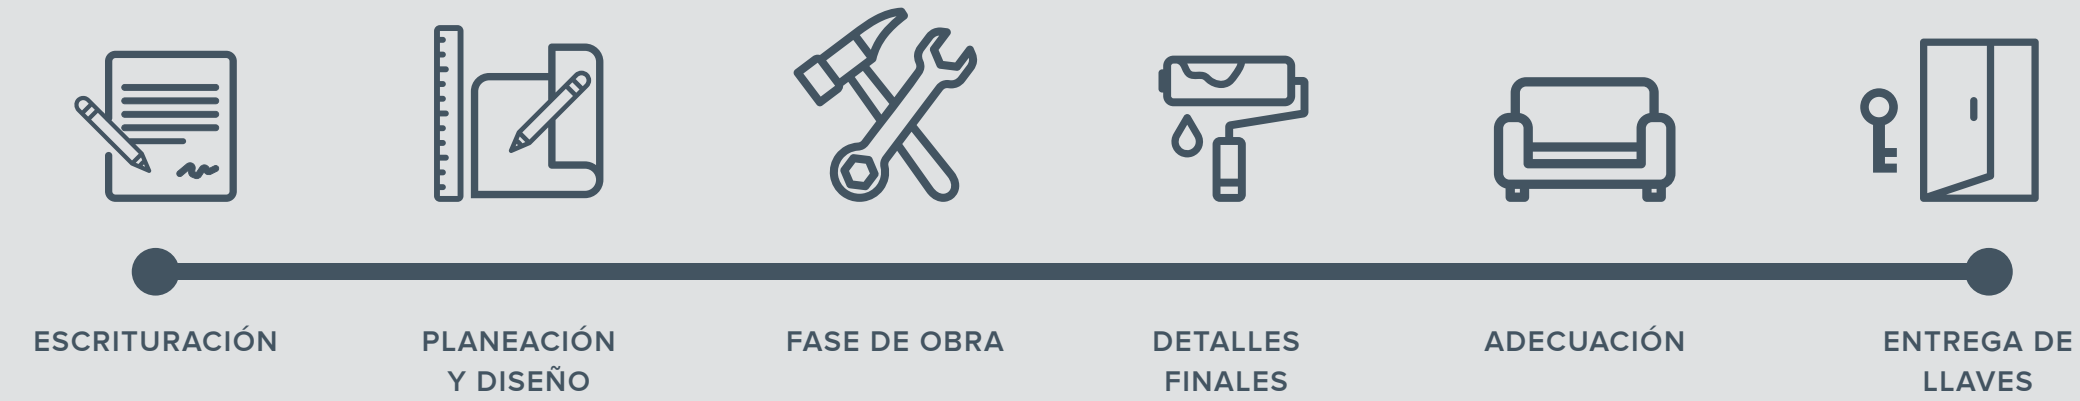 ESCRITURACIÓN
PLANEACIÓN
Y DISEÑO
FASE DE OBRA
DETALLES
FINALES
ADECUACIÓN
ENTREGA DE
LLAVES